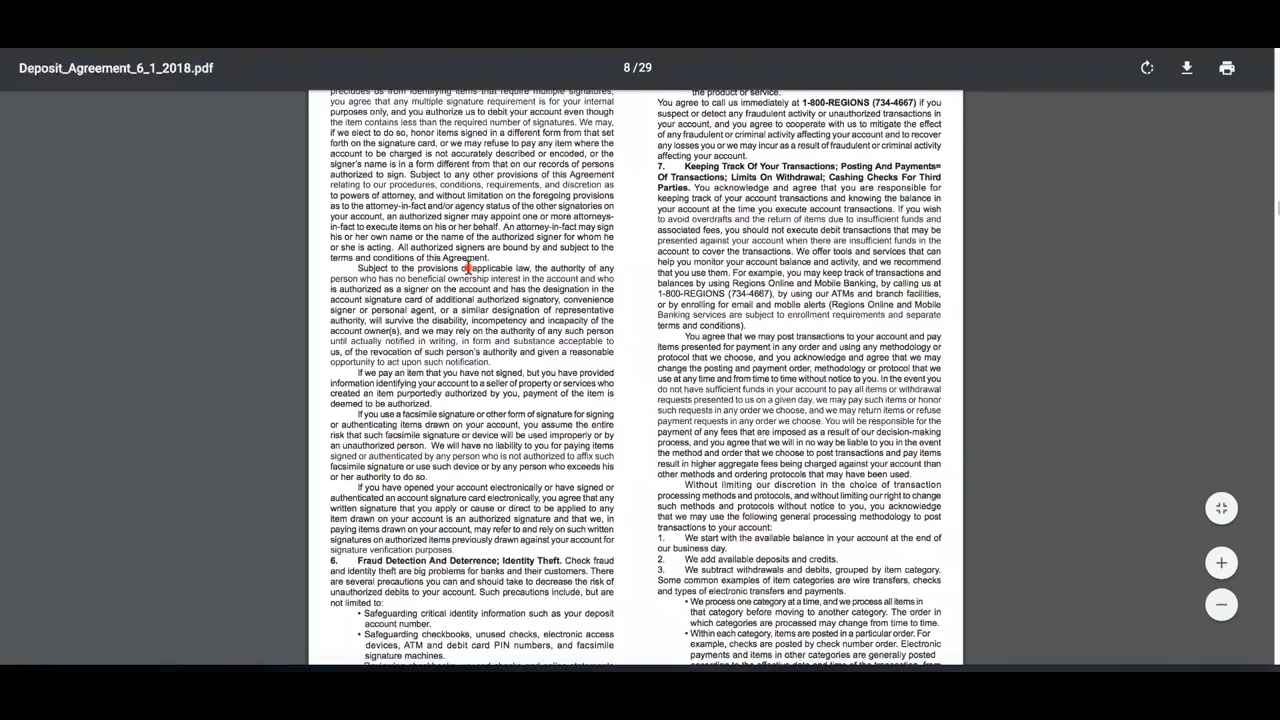 Deposit_Agreement_6_1_2018.pdf
8 / 29
precludes us from identifying items that require multiple signatures,
you agree that any multiple signature requirement is for your internal
purposes only, and you authorize us to debit your account even though
the item contains less than the required number of signatures. We may,
if we elect to do so, honor items signed in a different form from that set
forth on the signature card, or we may refuse to pay any item where the
account to be charged is not accurately described or encoded, or the
signer's name is in a form different from that on our records of persons
authorized to sign. Subject to any other provisions of this Agreement
relating to our procedures, conditions, requirements, and discretion as
to powers of attorney, and without limitation on the foregoing provisions
as to the attorney-in-fact and/or agency status of the other signatories on
your account, an authorized signer may appoint one or more attorneys-
in-fact to execute items on his or her behalf. An attorney-in-fact may sign
his or her own name or the name of the authorized signer for whom he
or she is acting. All authorized signers are bound by and subject to the
terms and conditions of this Agreement.
Subject to the provisions of applicable law, the authority of any
person who has no beneficial ownership interest in the account and who
is authorized as a signer on the account and has the designation in the
account signature card of additional authorized signatory, convenience
signer or personal agent, or a similar designation of representative
authority, will survive the disability, incompetency and incapacity of the
account owner(s), and we may rely on the authority of any such person
until actually notified in writing, in form and substance acceptable to
us, of the revocation of such person's authority and given a reasonable
opportunity to act upon such notification.
If we pay an item that you have not signed, but you have provided
information identifying your account to a seller of property or services who
created an item purportedly authorized by you, payment of the item is
deemed to be authorized.
If you use a facsimile signature or other form of signature for signing
or authenticating items drawn on your account, you assume the entire
risk that such facsimile signature or device will be used improperly or by
an unauthorized person. We will have no liability to you for paying items
signed or authenticated by any person who is not authorized to affix such
facsimile signature or use such device or by any person who exceeds his
or her authority to do so.
If you have opened your account electronically or have signed or
authenticated an account signature card electronically, you agree that any
written signature that you apply or cause or direct to be applied to any
item drawn on your account is an authorized signature and that we, in
paying items drawn on your account, may refer to and rely on such written
signatures on authorized items previously drawn against your account for
signature verification purposes.
6. Fraud Detection And Deterrence; Identity Theft. Check fraud
and identity theft are big problems for banks and their customers. There
are several precautions you can and should take to decrease the risk of
unauthorized debits to your account. Such precautions include, but are
not limited to:
• Safeguarding critical identity information such as your deposit
account number.
• Safeguarding checkbooks, unused checks, electronic access
devices, ATM and debit card PIN numbers, and facsimile
signature machines.
the product or service.
You agree to call us immediately at 1-800-REGIONS (734-4667) if you
suspect or detect any fraudulent activity or unauthorized transactions in
your account, and you agree to cooperate with us to mitigate the effect
of any fraudulent or criminal activity affecting your account and to recover
any losses you or we may incur as a result of fraudulent or criminal activity
affecting your account.
7. Keeping Track Of Your Transactions; Posting And Payments=
Of Transactions; Limits On Withdrawal; Cashing Checks For Third
Parties. You acknowledge and agree that you are responsible for
keeping track of your account transactions and knowing the balance in
your account at the time you execute account transactions. If you wish
to avoid overdrafts and the return of items due to insufficient funds and
associated fees, you should not execute debit transactions that may be
presented against your account when there are insufficient funds in the
account to cover the transactions. We offer tools and services that can
help you monitor your account balance and activity, and we recommend
that you use them. For example, you may keep track of transactions and
balances by using Regions Online and Mobile Banking, by calling us at
1-800-REGIONS (734-4667), by using our ATMs and branch facilities,
or by enrolling for email and mobile alerts (Regions Online and Mobile
Banking services are subject to enrollment requirements and separate
terms and conditions).
You agree that we may post transactions to your account and pay
items presented for payment in any order and using any methodology or
protocol that we choose, and you acknowledge and agree that we may
change the posting and payment order, methodology or protocol that we
use at any time and from time to time without notice to you. In the event you
do not have sufficient funds in your account to pay all items or withdrawal
requests presented to us on a given day, we may pay such items or honor
such requests in any order we choose, and we may return items or refuse
payment requests in any order we choose. You will be responsible for the
payment of any fees that are imposed as a result of our decision-making
process, and you agree that we will in no way be liable to you in the event
the method and order that we choose to post transactions and pay items
result in higher aggregate fees being charged against your account than
other methods and ordering protocols that may have been used.
Without limiting our discretion in the choice of transaction
processing methods and protocols, and without limiting our right to change
such methods and protocols without notice to you, you acknowledge
that we may use the following general processing methodology to post
transactions to your account:
1. We start with the available balance in your account at the end of
our business day.
2. We add available deposits and credits.
3. We subtract withdrawals and debits, grouped by item category.
Some common examples of item categories are wire transfers, checks
and types of electronic transfers and payments.
• We process one category at a time, and we process all items in
that category before moving to another category. The order in
which categories are processed may change from time to time.
• Within each category, items are posted in a particular order. For
example, checks are posted by check number order. Electronic
payments and items in other categories are generally posted